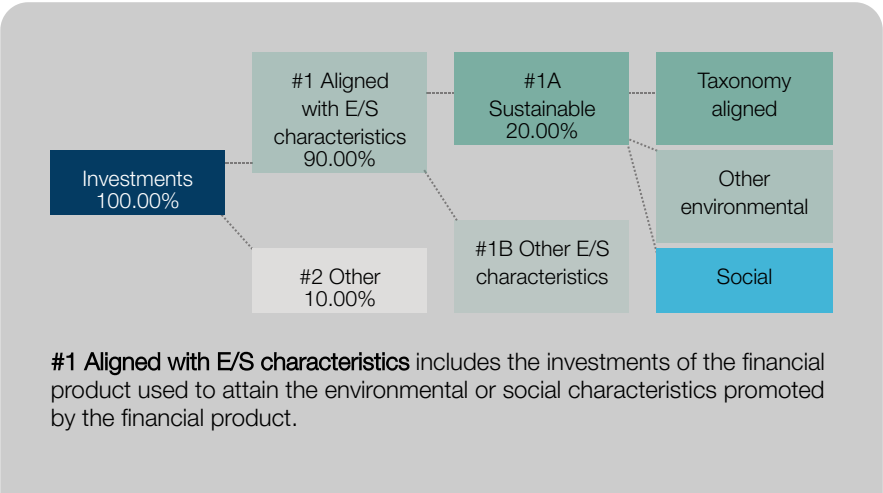 #1 Aligned
with E/S
characteristics
90.00%
#1A
Sustainable
20.00%
Taxonomy
aligned
Investments
100.00%
Other
environmental
#2 Other
10.00%
#1B Other E/S
characteristics
Social
#1 Aligned with E/S characteristics includes the investments of the financial
product used to attain the environmental or social characteristics promoted
by the financial product.